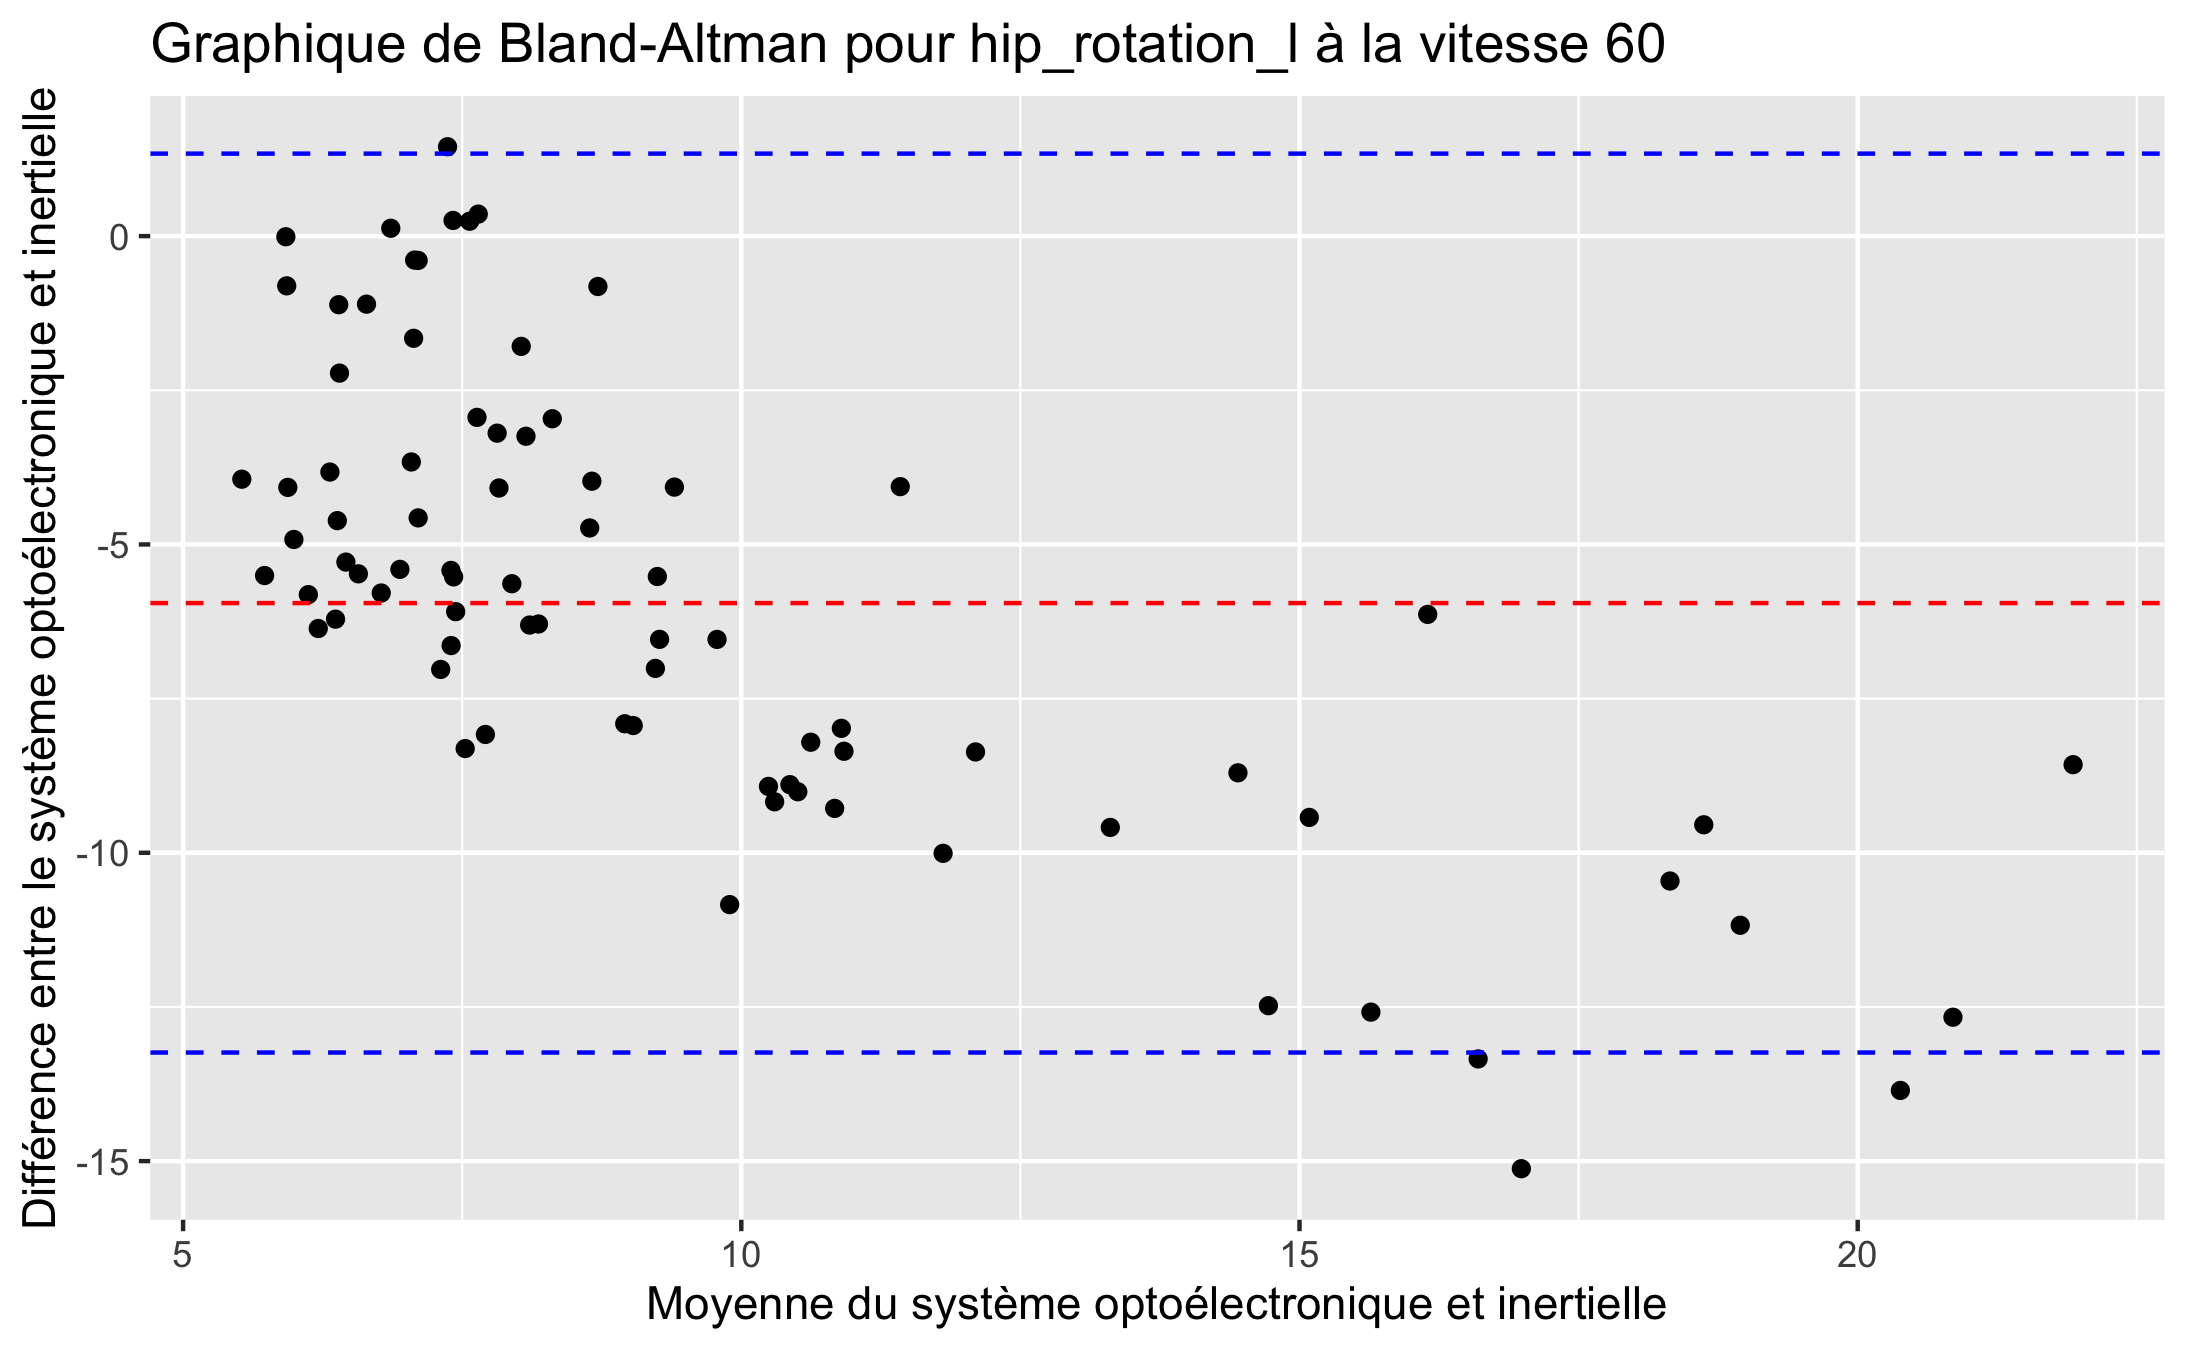 Graphique de Bland-Altman pour hip_rotation_l à la vitesse 60
Différence entre le système optoélectronique et inertielle
0
-5
-10
-15
5
10
15
20
Moyenne du système optoélectronique et inertielle